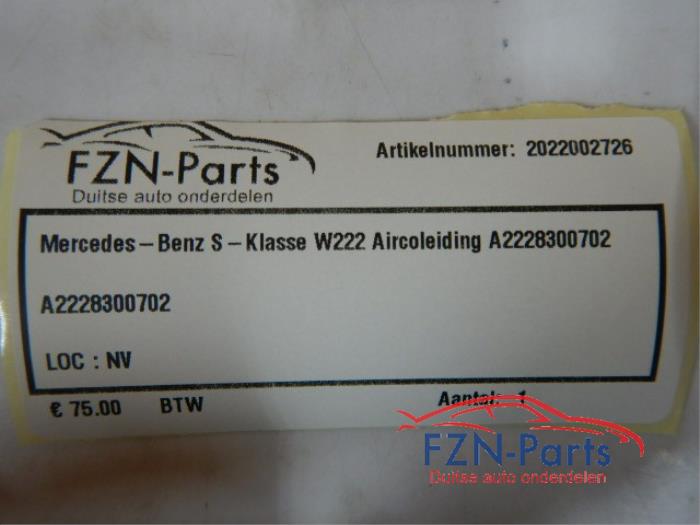 FZN-Parts
Duitse auto onderdelen
Artikelnummer: 2022002726
Mercedes-Benz S-Klasse W222 Aircoleiding A2228300702
A2228300702
LOC : NV
€ 75.00 BTW Aantal: 1
FZN-Parts
Duitse auto onderdelen